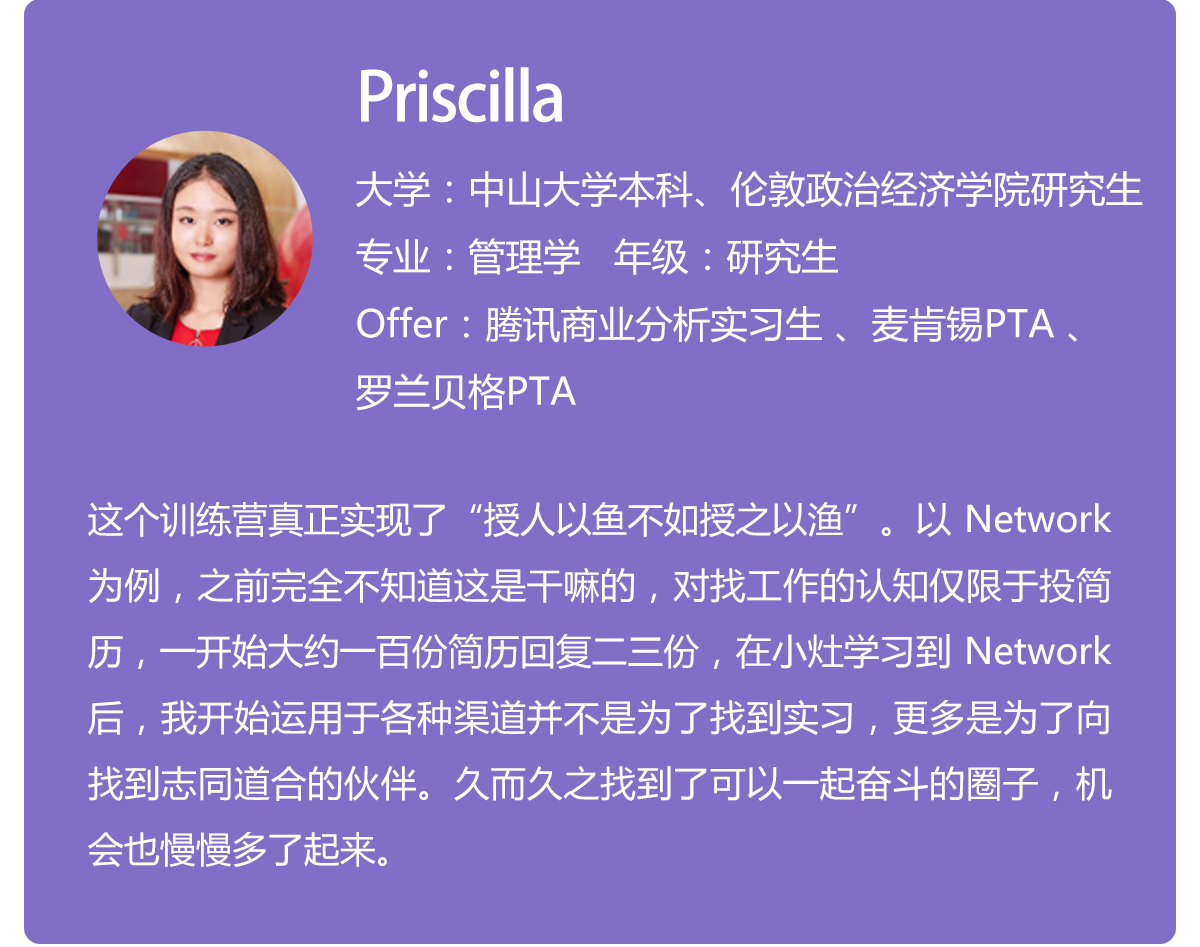 Priscilla
大学：中山大学本科、伦敦政治经济学院研究生
专业：管理学 年级：研究生
Offer：腾讯商业分析实习生 、麦肯锡PTA 、
罗兰贝格PTA
这个训练营真正实现了“授人以鱼不如授之以渔”。以 Network
为例，之前完全不知道这是干嘛的，对找工作的认知仅限于投简
历，一开始大约一百份简历回复二三份，在小灶学习到 Network
后，我开始运用于各种渠道并不是为了找到实习，更多是为了向
找到志同道合的伙伴。久而久之找到了可以一起奋斗的圈子，机
会也慢慢多了起来。